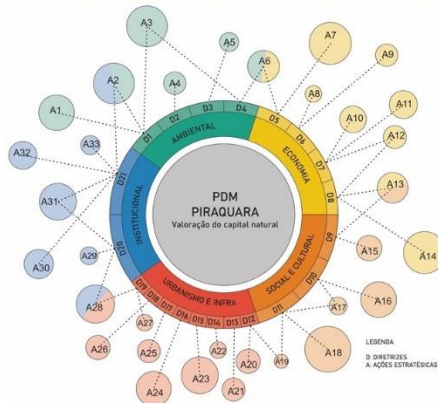 A3
A7
A5
A6
A9
A2
A4
A8
A11
A1
A10
D3
D4
D2
D5
A12
A33
D1
AMBIENTAL
D6
A32
ECONOMIA
D7
D21
A13
PDM
D8
A31
PIRAQUARA
Valoração do capital natural
INSTITUCIONAL
D9
A15
A14
A29
D20
A30
SOCIAL E CULTURAL
D10
URBANISMO E INFRA
A28
D19
A16
D18
D11
A17
D17
D16
D15
D14
D13
D12
A27
LEGENDA
A26
A25
A22
A20
A19
A18
D: DIRETRIZES
A: AÇÕES ESTRATÉGICAS
A24
A23
A21